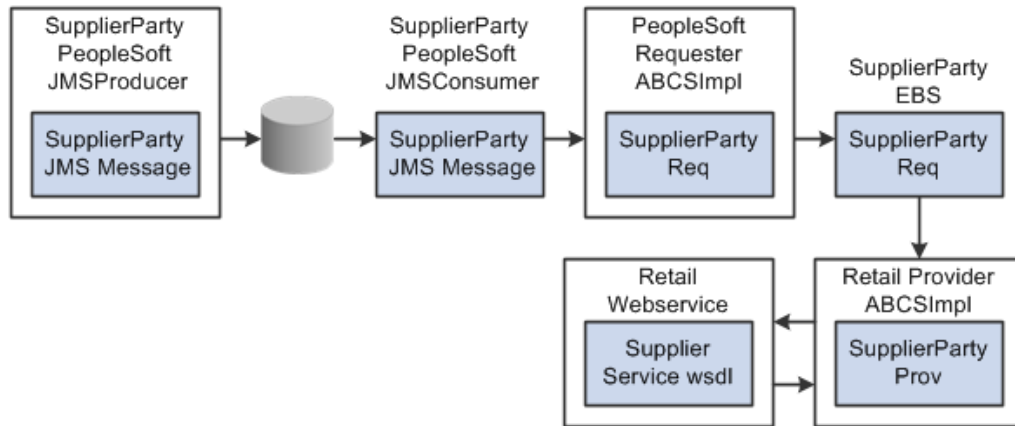 SupplierParty
PeopleSoft
JMSProducer
SupplierParty
JMS Message
SupplierParty
PeopleSoft
JMSConsumer
SupplierParty
JMS Message
PeopleSoft
Requester
ABCSImpl
SupplierParty
Req
SupplierParty
EBS
SupplierParty
Req
Retail
Webservice
Supplier
Service wsdl
Retail Provider
ABCSImpl
SupplierParty
Prov